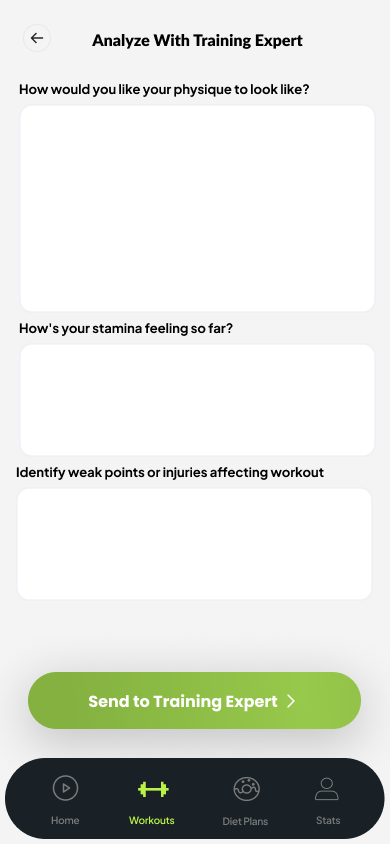 Analyze With Training Expert
How would you like your physique to look like?
How's your stamina feeling so far?
Identify weak points or injuries affecting workout
Send to Training Expert
Home Workouts Diet Plans Stats